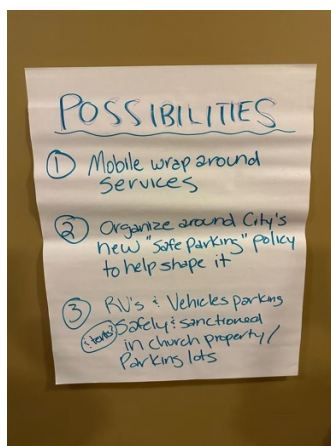 POSSIBILITIES
① Mobile wrap around
services
② Organize around City's
new "Safe Parking" policy
to help shape it
③ RV's & Vehicles parking
& tents? Safely & sanctioned
in church property/
Parking lots